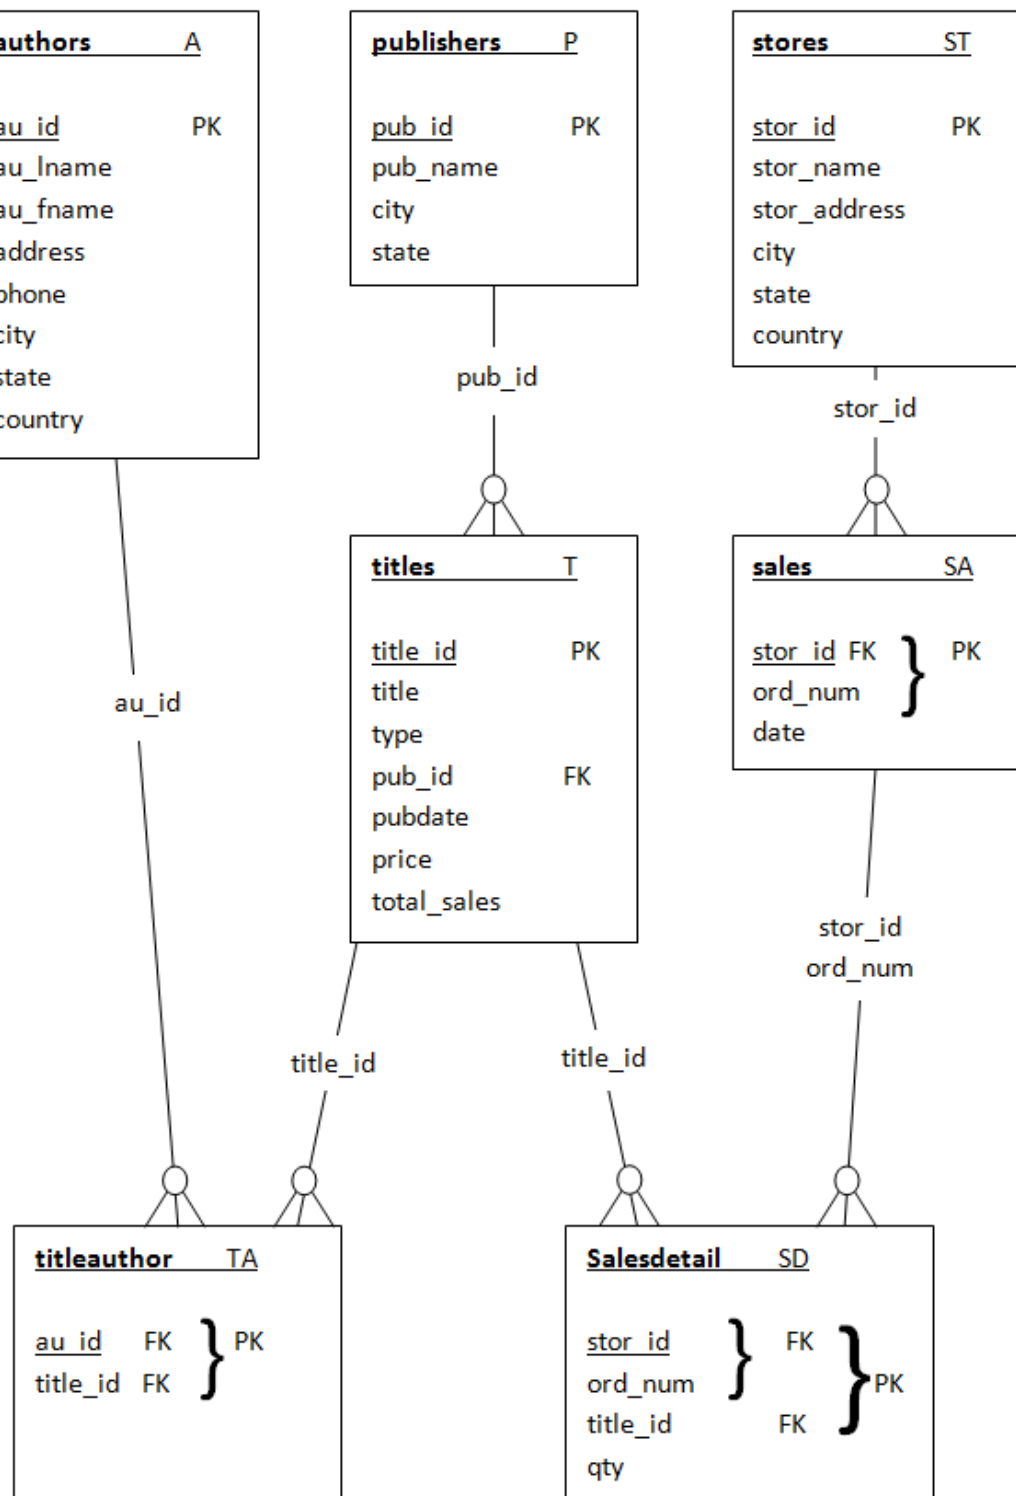 authors A
au_id PK
au_lname
au_fname
address
phone
city
state
country
publishers P
pub_id PK
pub_name
city
state
stores ST
stor_id PK
stor_name
stor_address
city
state
country
pub_id
stor_id
au_id
titles T
title_id PK
title
type
pub_id FK
pubdate
price
total_sales
sales SA
stor_id FK } PK
ord_num
date
title_id
title_id
stor_id
ord_num
titleauthor TA
au_id FK } PK
title_id FK
Salesdetail SD
stor_id } FK
ord_num } PK
title_id FK
qty